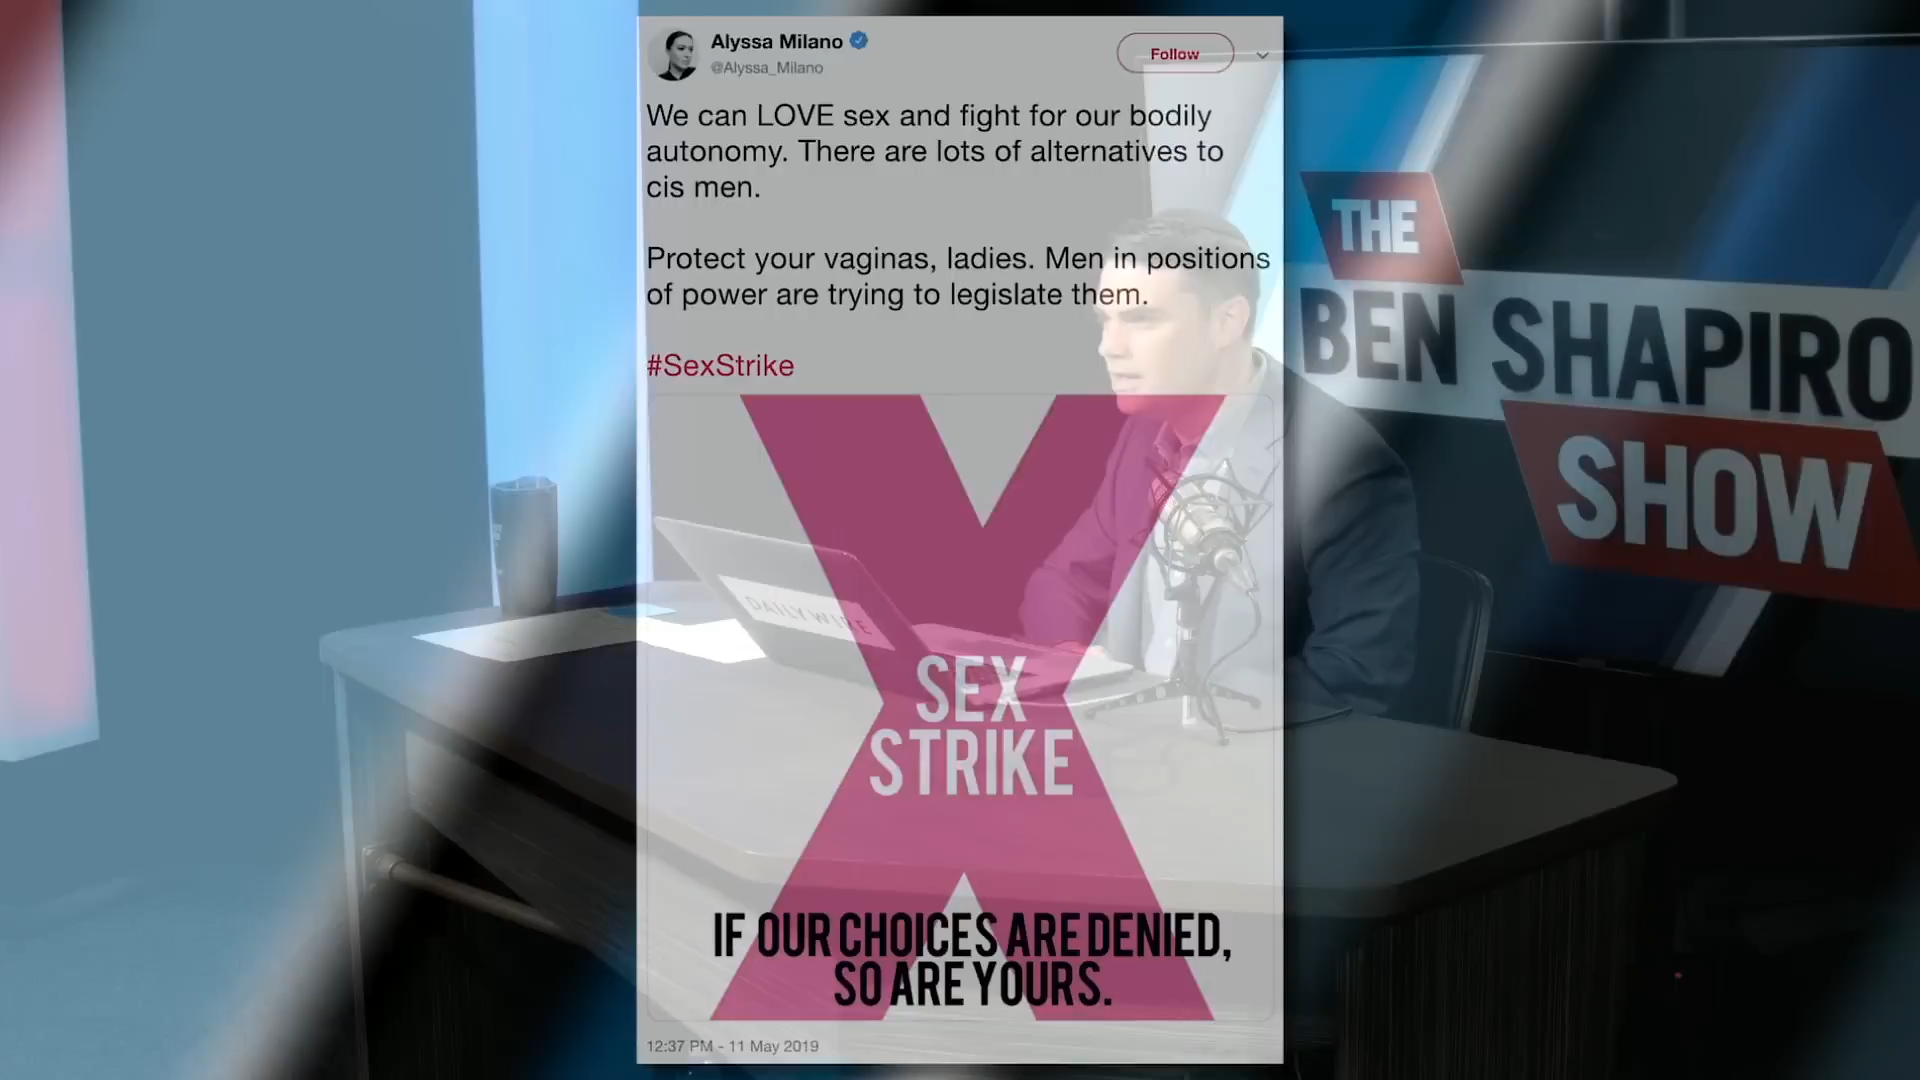 Alyssa Milano
@Alyssa_Milano
Follow
We can LOVE sex and fight for our bodily
autonomy. There are lots of alternatives to
cis men.
Protect your vaginas, ladies. Men in positions
of power are trying to legislate them.
#SexStrike
SEX
STRIKE
IF OUR CHOICES ARE DENIED,
SO ARE YOURS.
12:37 PM - 11 May 2019
DAILY WIRE
THE
BEN SHAPIRO
SHOW